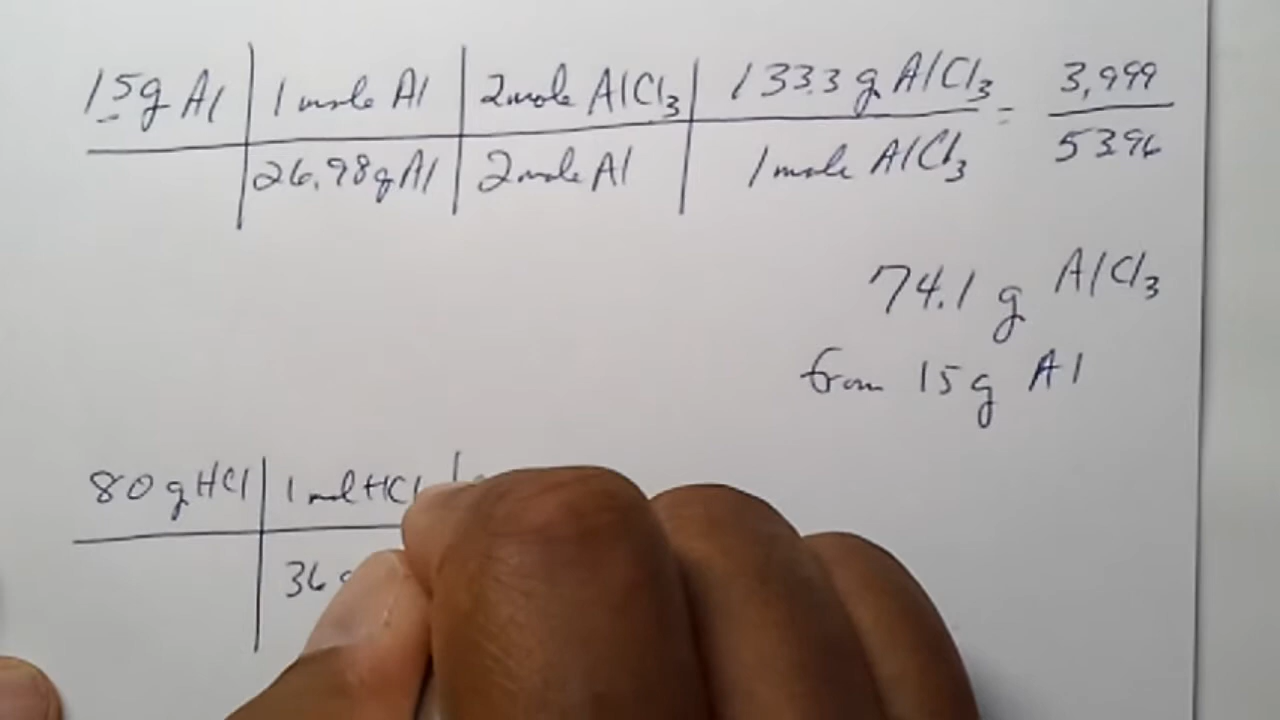 15g Al | 1 mole Al | 2 mole AlCl₃ | 133.3 g AlCl₃ = 3,999
26.98g Al | 2 mole Al | 1 mole AlCl₃ 5396
74.1 g AlCl₃
from 15g Al
80 g HCl | 1 mol HCl
36